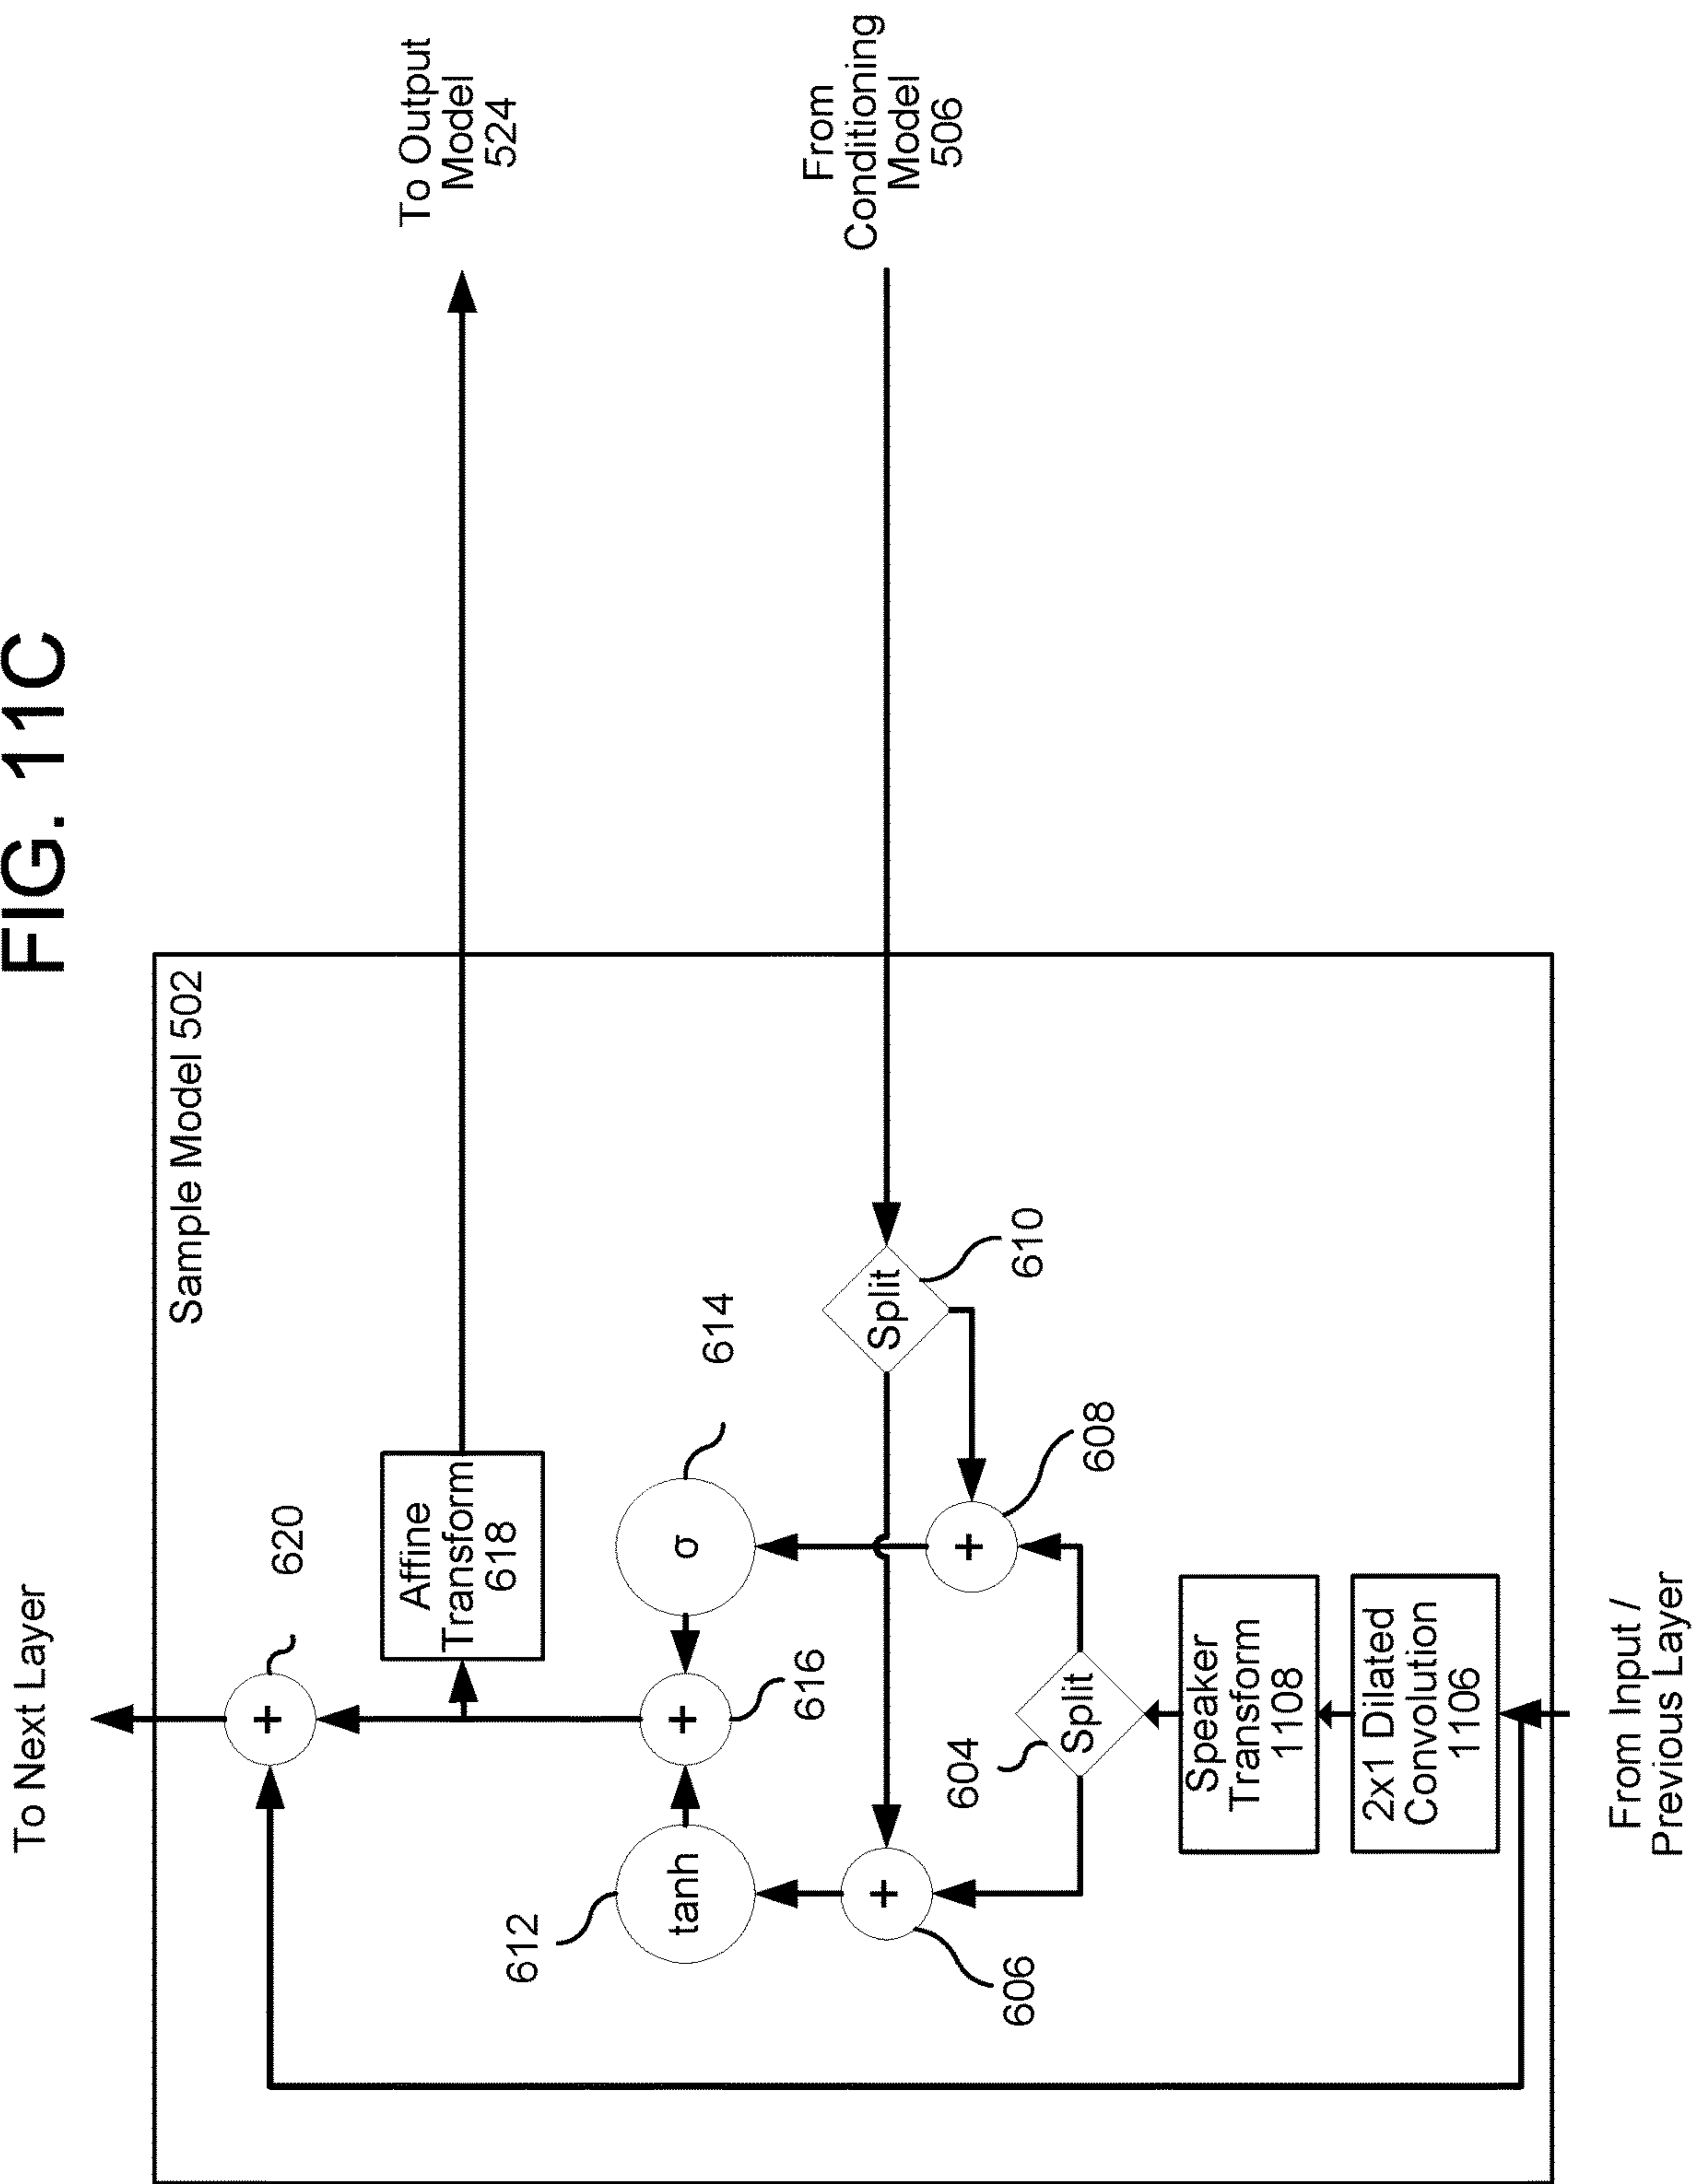 FIG. 11C
To Next Layer
Sample Model 502
620
+
Affine
Transform
618
To Output
Model
524
612
tanh
+
616
σ
614
From
Conditioning
Model
506
Split
610
606
+
+
608
604
Split
Speaker
Transform
1108
2x1 Dilated
Convolution
1106
From Input /
Previous Layer